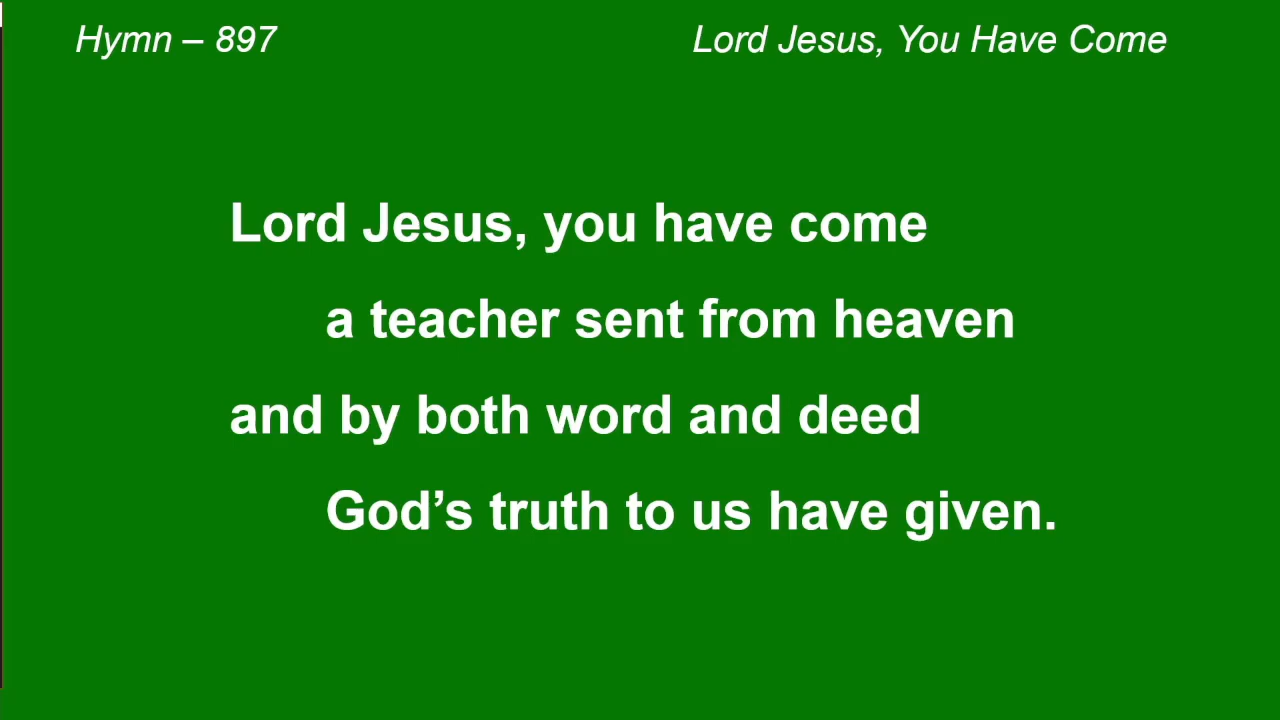 Hymn – 897
Lord Jesus, You Have Come
Lord Jesus, you have come
a teacher sent from heaven
and by both word and deed
God’s truth to us have given.